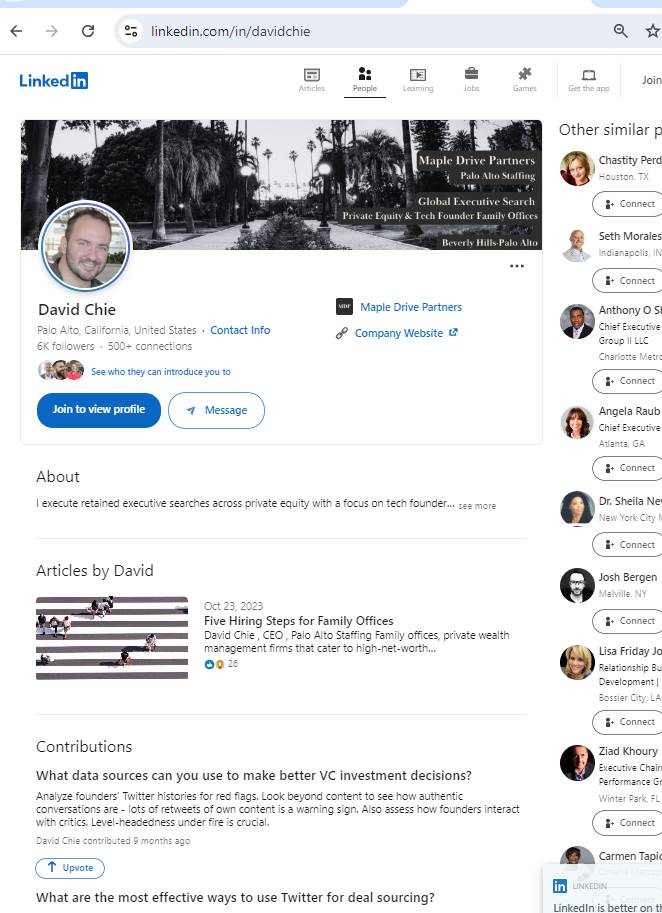 linkedin.com/in/davidchie
Linked in
Articles
People
Learning
Jobs
Games
Get the app
Join
Maple Drive Partners
Palo Alto Staffing
Global Executive Search
Private Equity & Tech Founder Family Offices
Beverly Hills-Palo Alto
David Chie
Palo Alto, California, United States · Contact Info
6K followers · 500+ connections
See who they can introduce you to
Join to view profile
Message
MDP
Maple Drive Partners
Company Website
About
I execute retained executive searches across private equity with a focus on tech founder... see more
Articles by David
Oct 23, 2023
Five Hiring Steps for Family Offices
David Chie , CEO , Palo Alto Staffing Family offices, private wealth
management firms that cater to high-net-worth...
26
Contributions
What data sources can you use to make better VC investment decisions?
Analyze founders' Twitter histories for red flags. Look beyond content to see how authentic
conversations are - lots of retweets of own content is a warning sign. Also assess how founders interact
with critics. Level-headedness under fire is crucial.
David Chie contributed 9 months ago
Upvote
What are the most effective ways to use Twitter for deal sourcing?
Other similar p
Chastity Perd
Houston, TX
Connect
Seth Morales
Indianapolis, IN
Connect
Anthony O S
Chief Executive
Group II LLC
Charlotte Metro
Connect
Angela Raub
Chief Executive
Atlanta, GA
Connect
Dr. Sheila Ne
New York City M
Connect
Josh Bergen
Melville, NY
Connect
Lisa Friday Jo
Relationship Bu
Development |
Bossier City, LA
Connect
Ziad Khoury
Executive Chair
Performance Gr
Winter Park, FL
Connect
Carmen Tapic
in LINKEDIN
LinkedIn is better on th